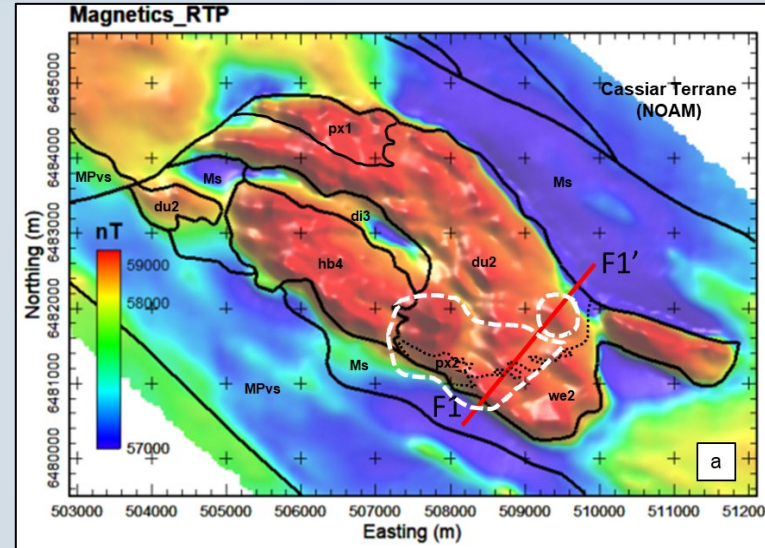 Magnetics_RTP
Cassiar Terrane
(NOAM)
px1
MPvs
Ms
Ms
du2
di3
nT
hb4
du2
F1'
59000
58000
57000
px2
Ms
MPvs
we2
F1
a
6485000
6484000
6483000
6482000
6481000
6480000
Northing (m)
503000 504000 505000 506000 507000 508000 509000 510000 511000 51200
Easting (m)